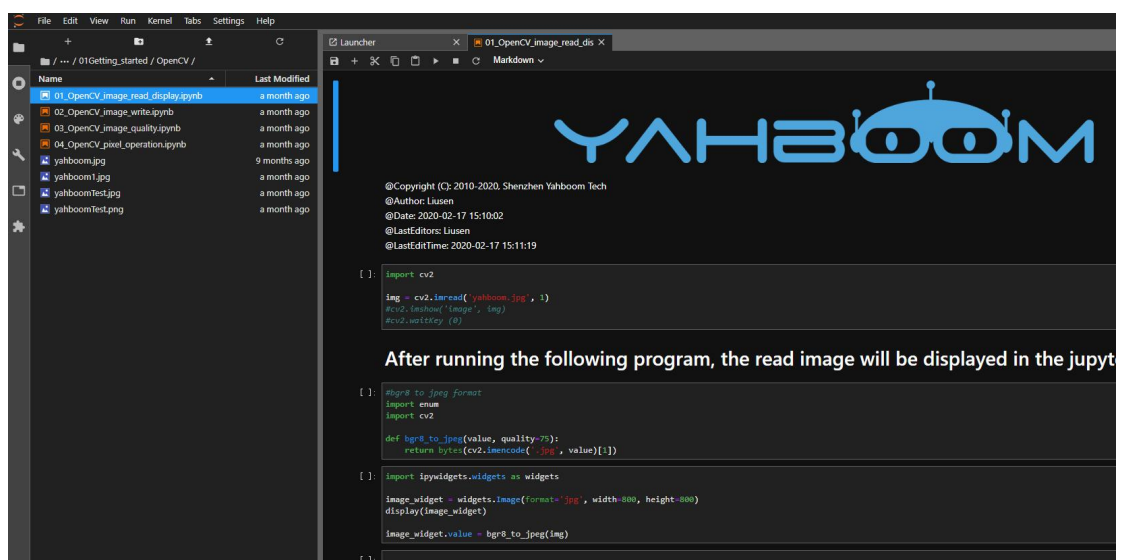 File Edit View Run Kernel Tabs Settings Help
/ ··· / 01Getting_started / OpenCV /
Name Last Modified
01_OpenCV_image_read_display.ipynb a month ago
02_OpenCV_image_write.ipynb a month ago
03_OpenCV_image_quality.ipynb a month ago
04_OpenCV_pixel_operation.ipynb a month ago
yahboom.jpg 9 months ago
yahboom1.jpg a month ago
yahboomTest.jpg a month ago
yahboomTest.png a month ago
Launcher 01_OpenCV_image_read_dis
Markdown
YAHBOOM
@Copyright (C): 2010-2020, Shenzhen Yahboom Tech
@Author: Liusen
@Date: 2020-02-17 15:10:02
@LastEditors: Liusen
@LastEditTime: 2020-02-17 15:11:19
[ ]: import cv2
img = cv2.imread('yahboom.jpg', 1)
#cv2.imshow('image', img)
#cv2.waitKey (0)
After running the following program, the read image will be displayed in the jupyt
[ ]: #bgr8 to jpeg format
import enum
import cv2
def bgr8_to_jpeg(value, quality=75):
return bytes(cv2.imencode('.jpg', value)[1])
[ ]: import ipywidgets.widgets as widgets
image_widget = widgets.Image(format='jpg', width=800, height=800)
display(image_widget)
image_widget.value = bgr8_to_jpeg(img)
[ ]: